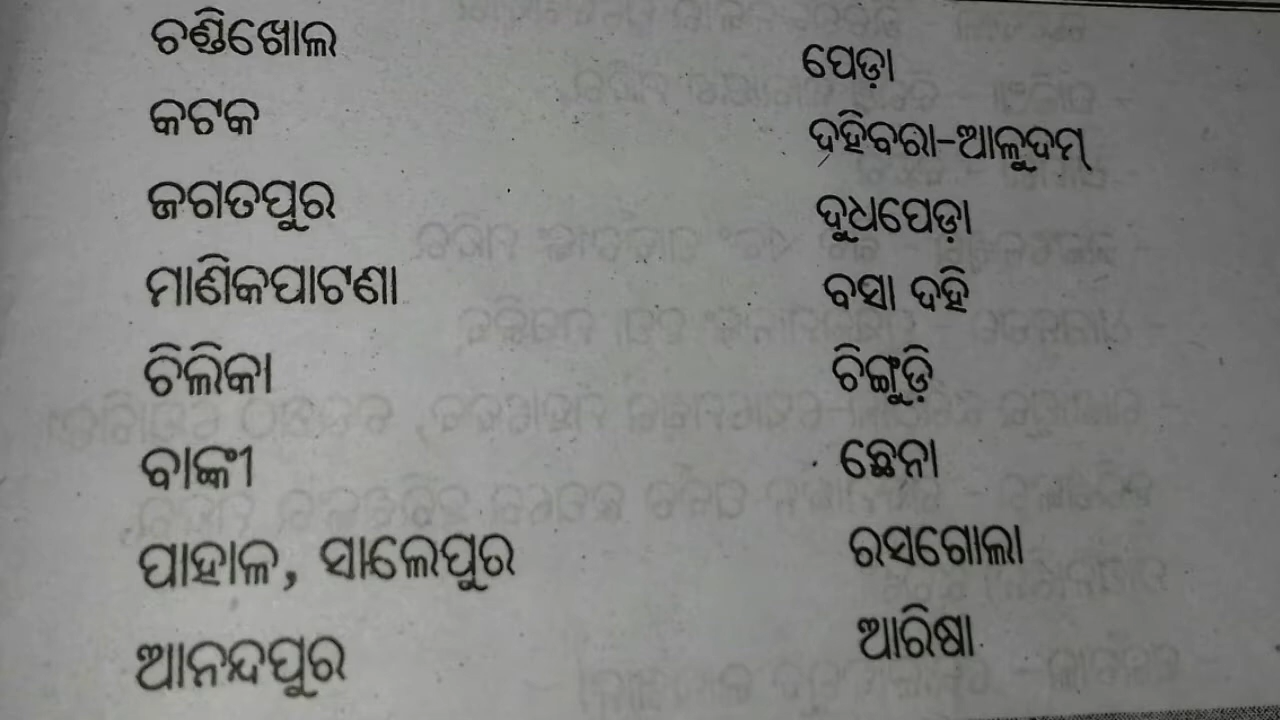 ଚଣ୍ଡିଖୋଲ ପେଡ଼ା
କଟକ ଦହିବରା-ଆଳୁଦମ୍
ଜଗତପୁର ଦୁଧପେଡ଼ା
ମାଣିକପାଟଣା ବସା ଦହି
ଚିଲିକା ଚିଙ୍ଗୁଡ଼ି
ବାଙ୍କୀ ଛେନା
ପାହାଳ, ସାଲେପୁର ରସଗୋଲା
ଆନନ୍ଦପୁର ଆରିଷା